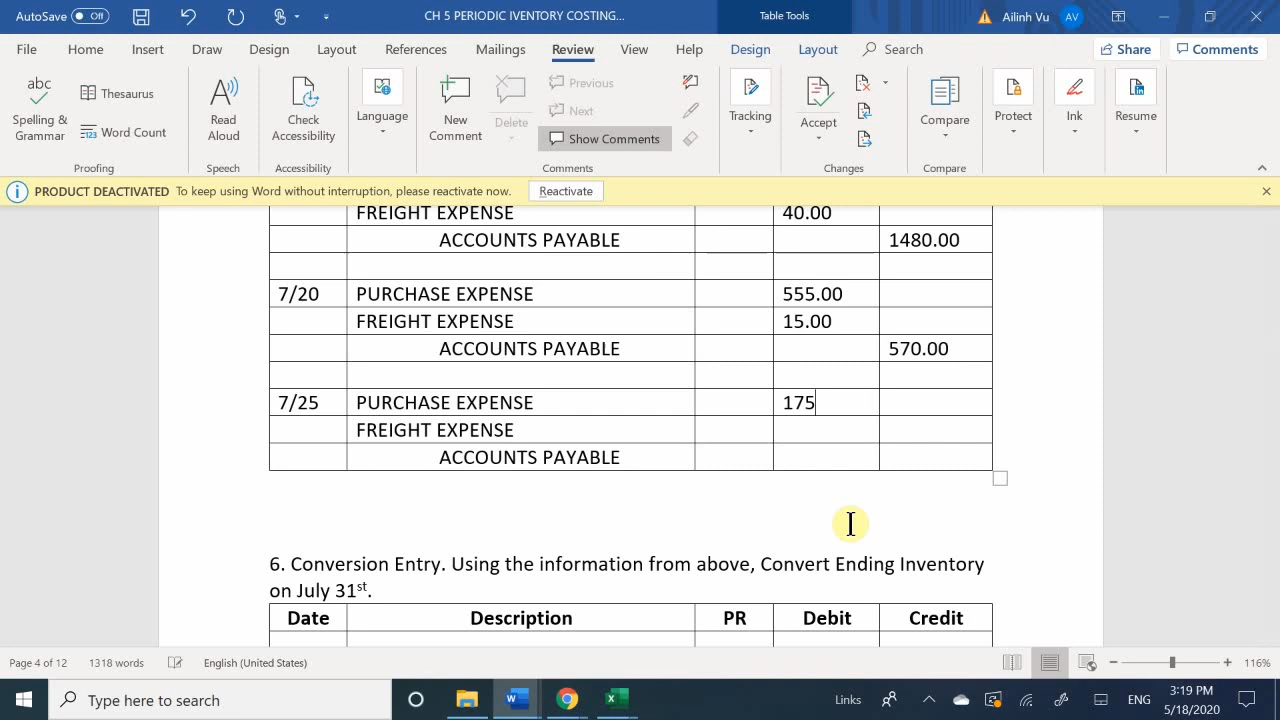 AutoSave Off CH 5 PERIODIC IVENTORY COSTING... Table Tools Ailinh Vu AV
File Home Insert Draw Design Layout References Mailings Review View Help Design Layout Search Share Comments
abc Spelling & Grammar
Thesaurus
Word Count
Proofing
Read Aloud
Speech
Check Accessibility
Accessibility
Language
New Comment
Delete
Previous
Next
Show Comments
Comments
Tracking
Accept
Changes
Compare
Compare
Protect
Ink
Resume
PRODUCT DEACTIVATED To keep using Word without interruption, please reactivate now. Reactivate
FREIGHT EXPENSE 40.00
ACCOUNTS PAYABLE 1480.00
7/20 PURCHASE EXPENSE 555.00
FREIGHT EXPENSE 15.00
ACCOUNTS PAYABLE 570.00
7/25 PURCHASE EXPENSE 175
FREIGHT EXPENSE
ACCOUNTS PAYABLE
6. Conversion Entry. Using the information from above, Convert Ending Inventory
on July 31st.
Date Description PR Debit Credit
Page 4 of 12 1318 words English (United States) 116%
Type here to search Links ENG 3:19 PM
5/18/2020